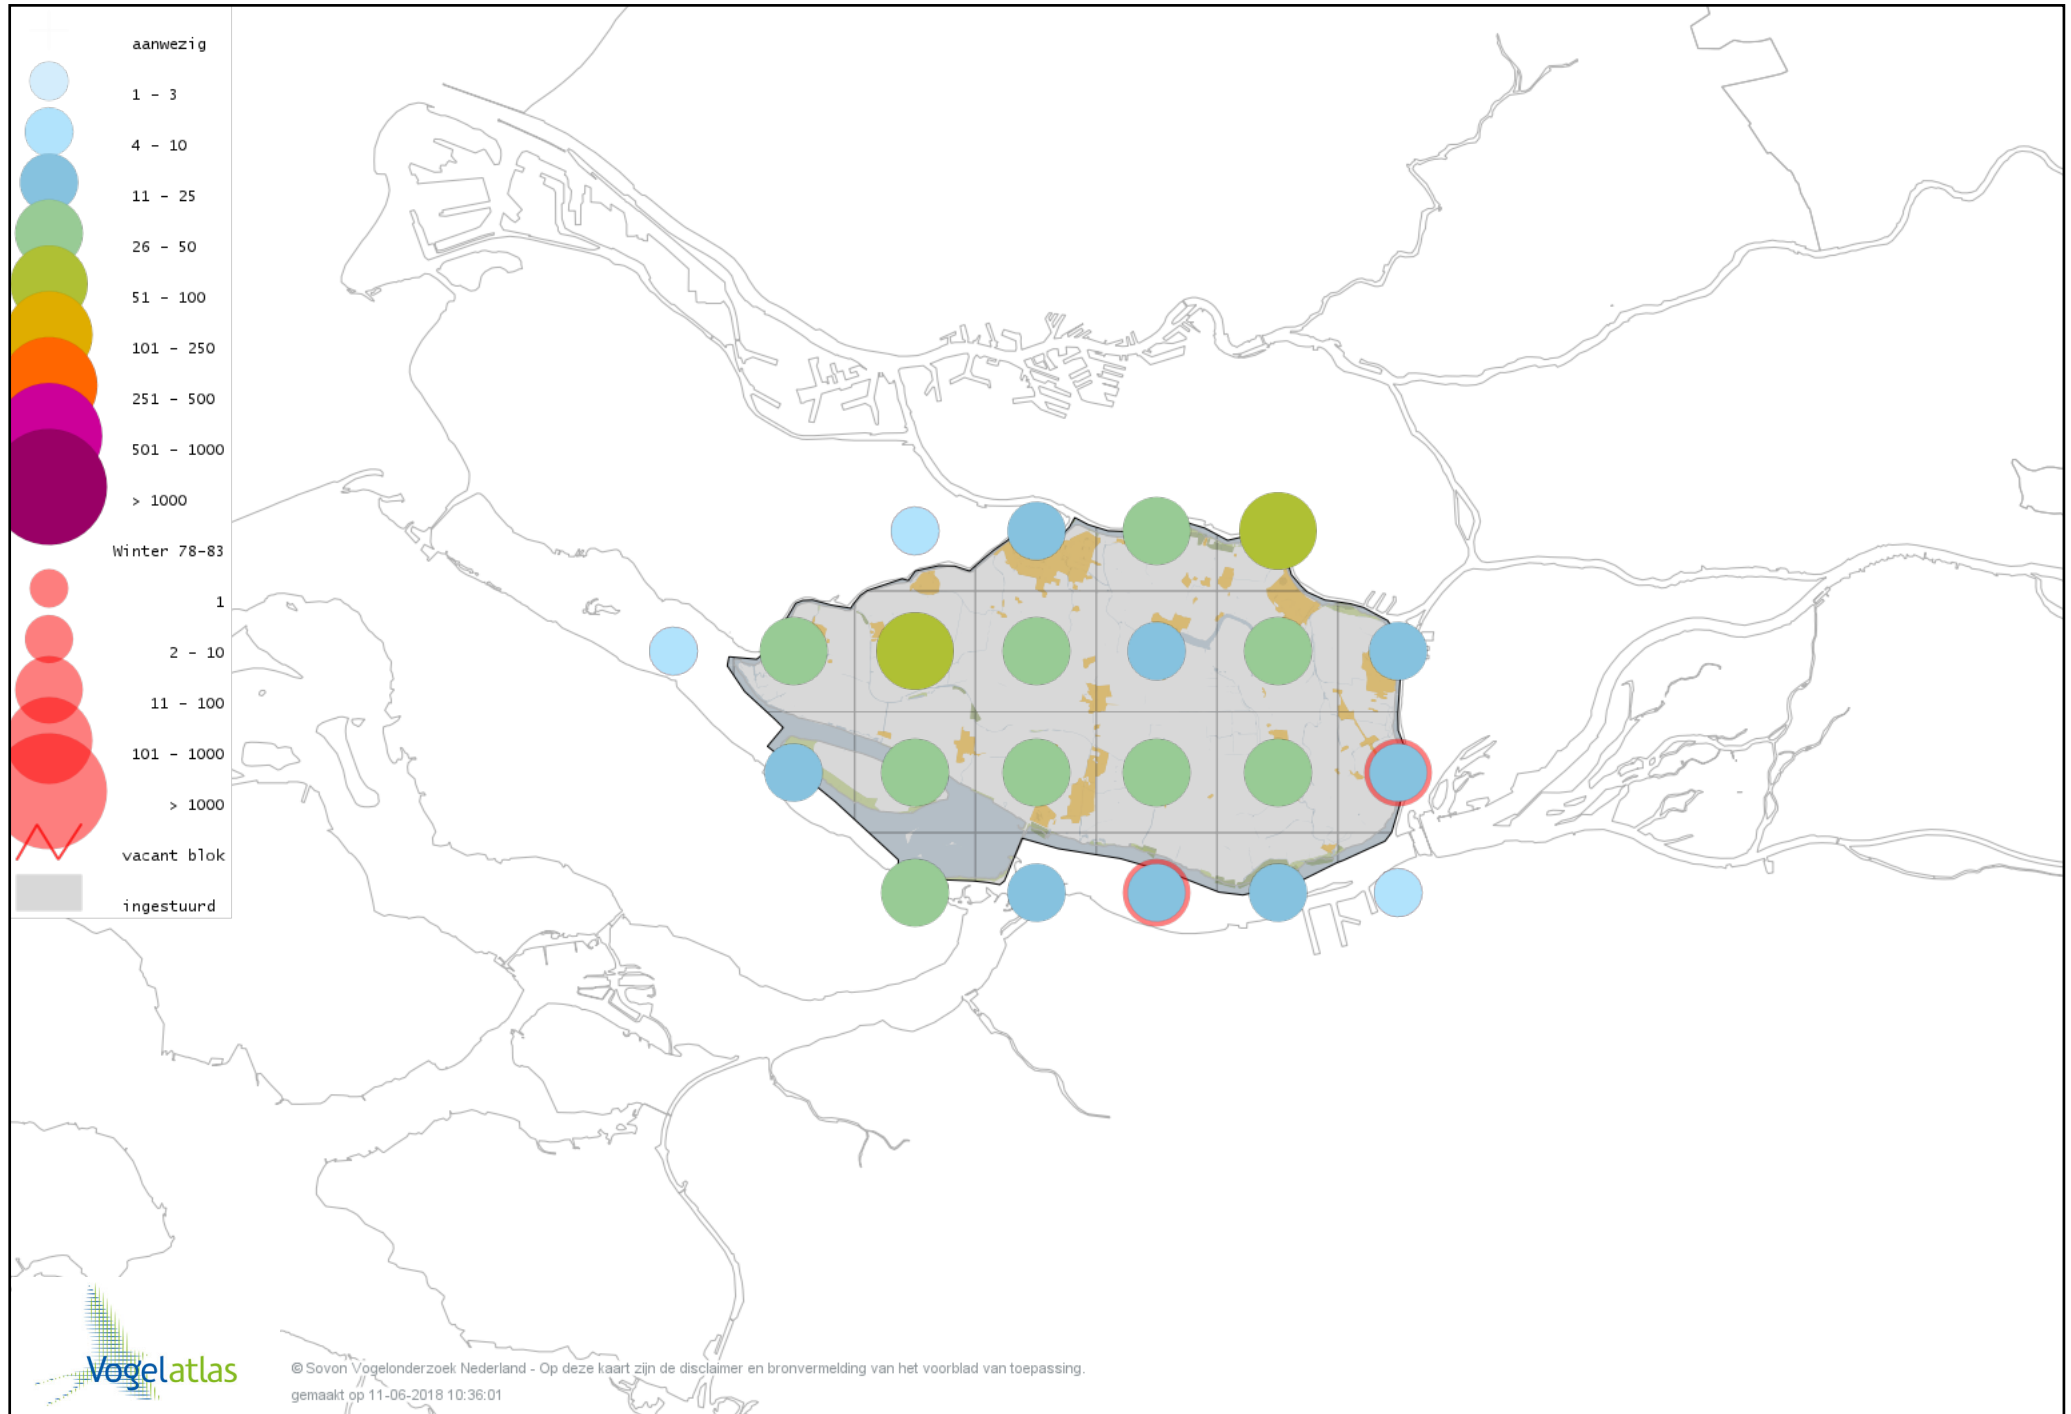 aanwezig
1 - 3
4 - 10
11 - 25
26 - 50
51 - 100
101 - 250
251 - 500
501 - 1000
> 1000
Winter 78-83
1
2 - 10
11 - 100
101 - 1000
> 1000
vacant blok
ingestuurd
Vogelatlas
© Sovon Vogelonderzoek Nederland - Op deze kaart zijn de disclaimer en bronvermelding van het voorblad van toepassing.
gemaakt op 11-06-2018 10:36:01